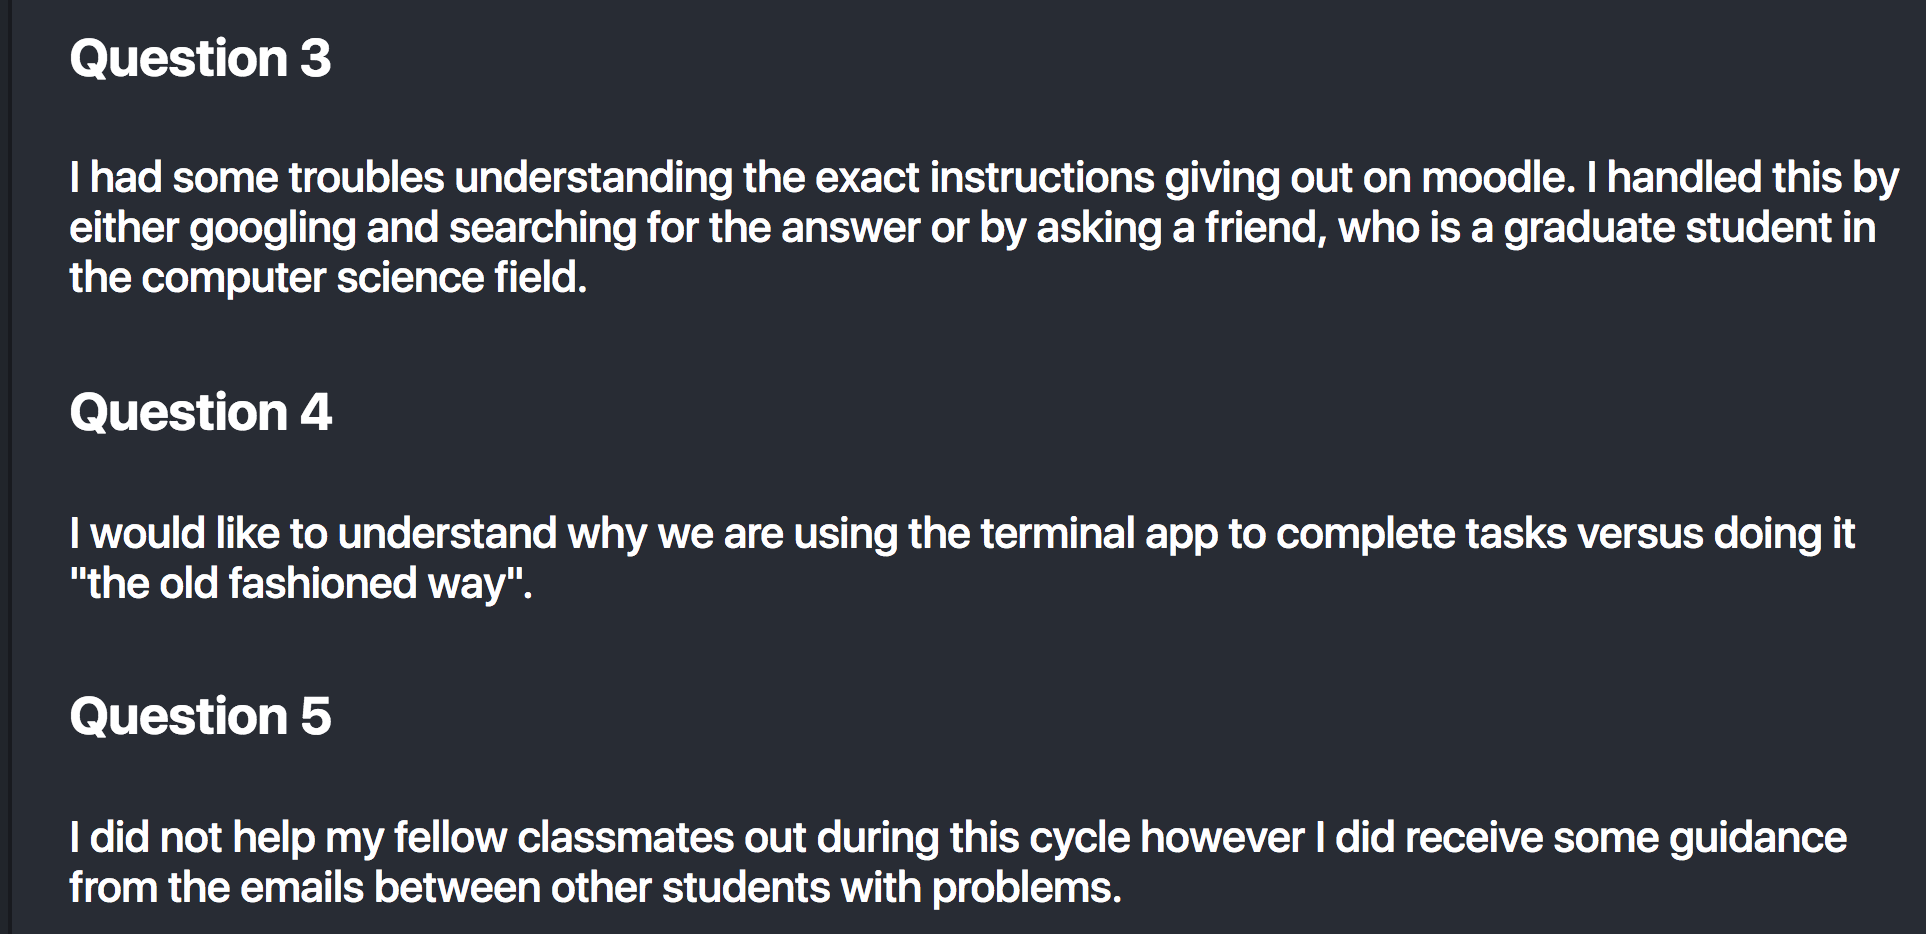 Question 3
I had some troubles understanding the exact instructions giving out on moodle. I handled this by
either googling and searching for the answer or by asking a friend, who is a graduate student in
the computer science field.
Question 4
I would like to understand why we are using the terminal app to complete tasks versus doing it
"the old fashioned way".
Question 5
I did not help my fellow classmates out during this cycle however I did receive some guidance
from the emails between other students with problems.